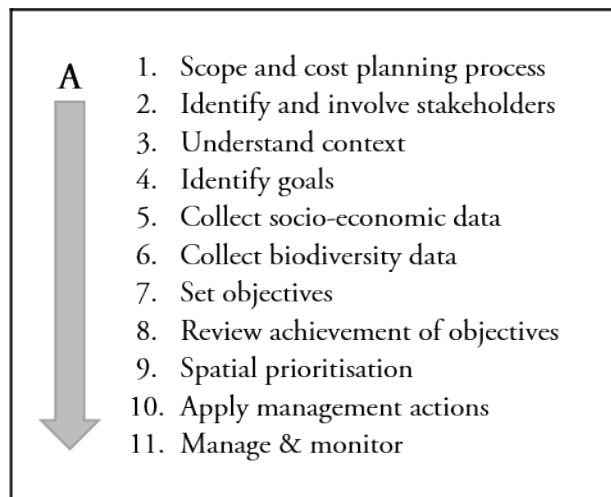 A
1. Scope and cost planning process
2. Identify and involve stakeholders
3. Understand context
4. Identify goals
5. Collect socio-economic data
6. Collect biodiversity data
7. Set objectives
8. Review achievement of objectives
9. Spatial prioritisation
10. Apply management actions
11. Manage & monitor